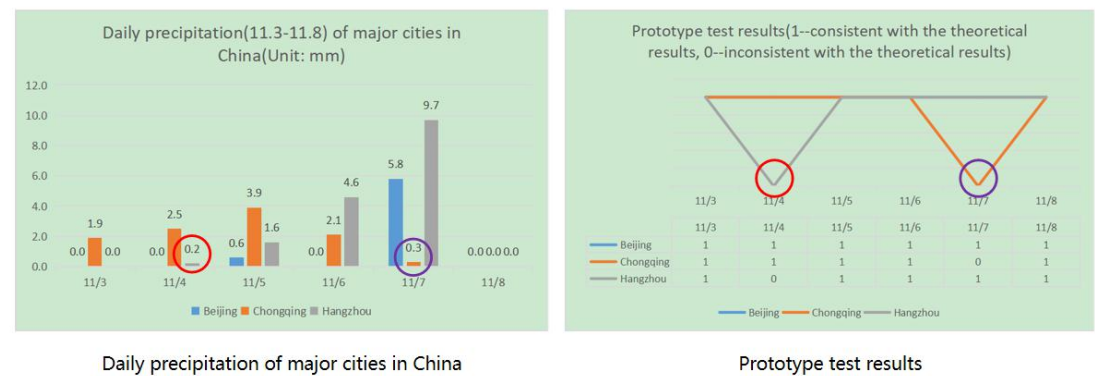 Daily precipitation(11.3-11.8) of major cities in
China(Unit: mm)
12.0
10.0
8.0
6.0
4.0
2.0
0.0
0.0 1.9 0.0
0.0 2.5 0.2
0.6 3.9 1.6
0.0 2.1 4.6
5.8 0.3 9.7
0.0 0.0 0.0
11/3 11/4 11/5 11/6 11/7 11/8
Beijing Chongqing Hangzhou
Daily precipitation of major cities in China
Prototype test results(1--consistent with the theoretical
results, 0--inconsistent with the theoretical results)
11/3 11/4 11/5 11/6 11/7 11/8
11/3 11/4 11/5 11/6 11/7 11/8
Beijing 1 1 1 1 1 1
Chongqing 1 1 1 1 0 1
Hangzhou 1 0 1 1 1 1
Beijing Chongqing Hangzhou
Prototype test results